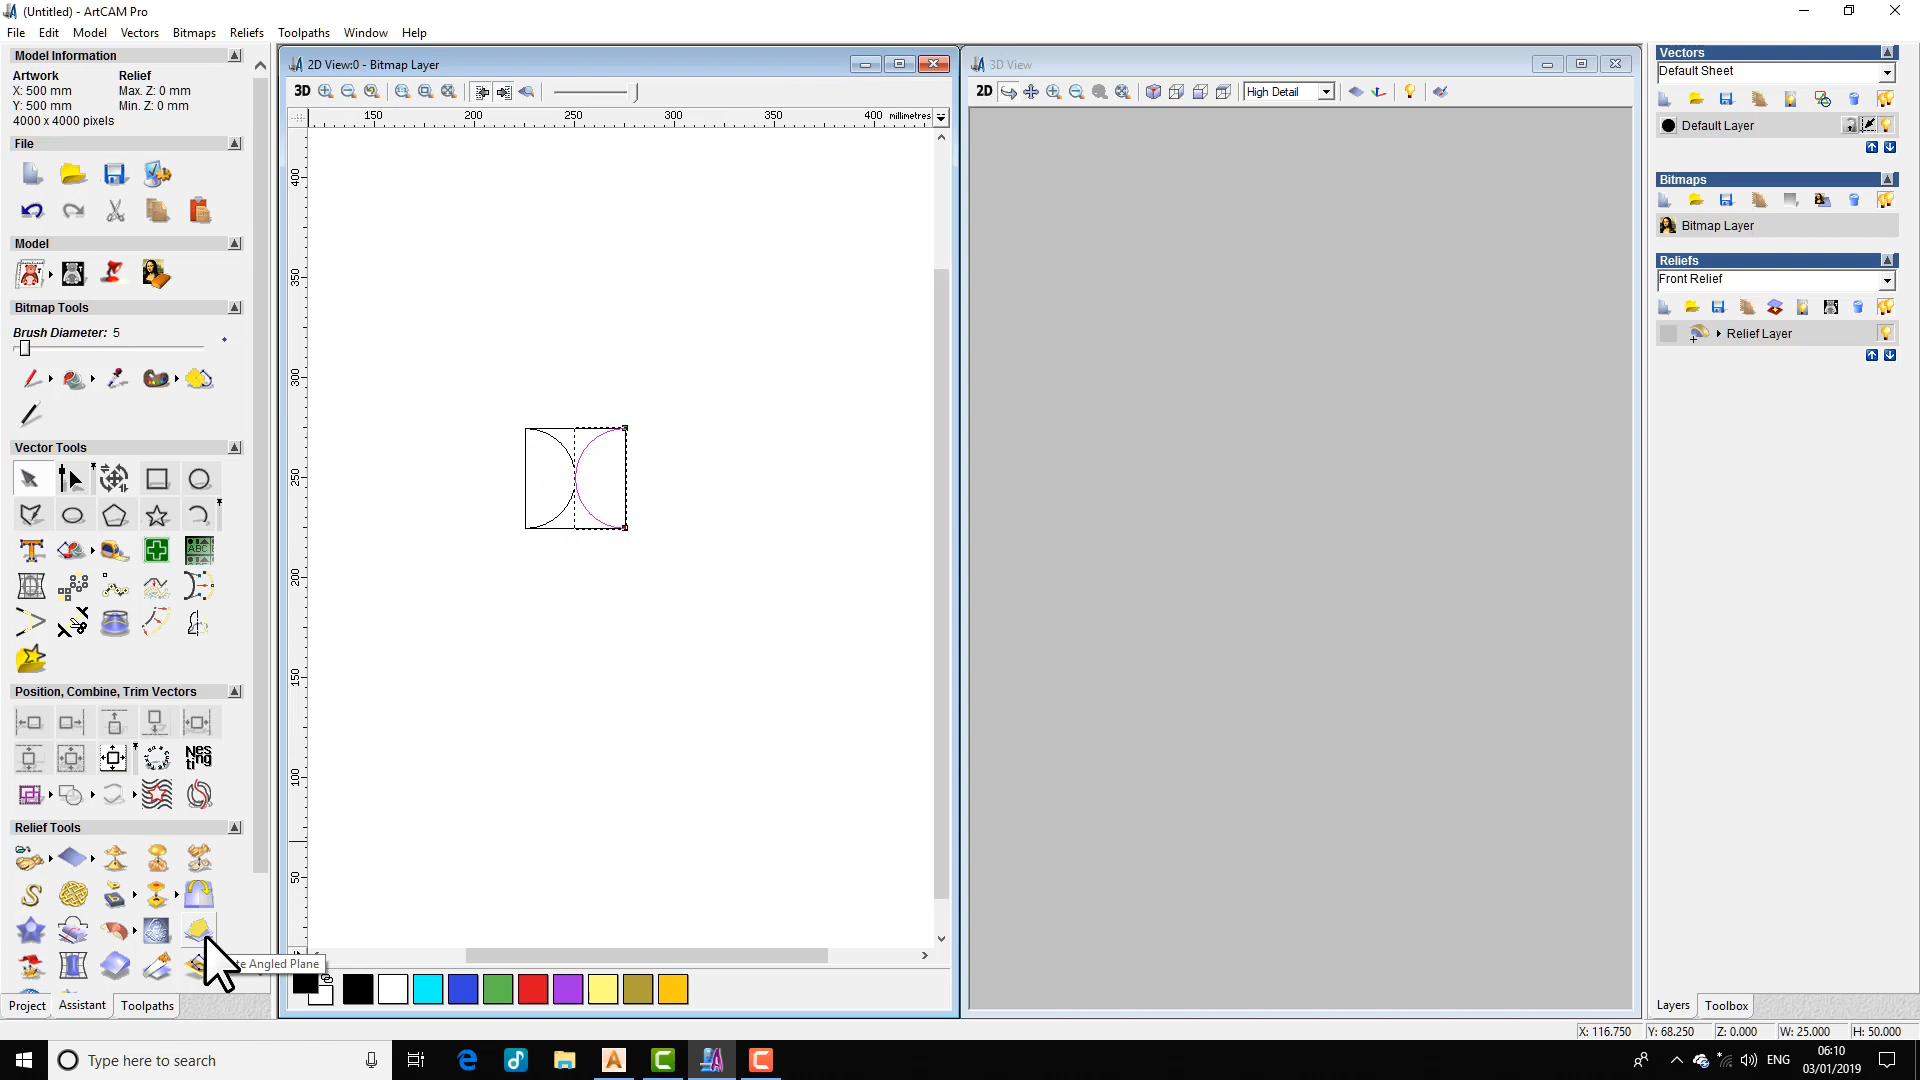 (Untitled) - ArtCAM Pro
File Edit Model Vectors Bitmaps Reliefs Toolpaths Window Help
Model Information
Artwork Relief
X: 500 mm Max. Z: 0 mm
Y: 500 mm Min. Z: 0 mm
4000 x 4000 pixels
File
Model
Bitmap Tools
Brush Diameter: 5
Vector Tools
ABC
Position, Combine, Trim Vectors
Nes
ting
Relief Tools
Angled Plane
Project Assistant Toolpaths
2D View:0 - Bitmap Layer
3D
150 200 250 300 350 400 millimetres
400
350
300
250
200
150
100
50
3D View
2D High Detail
Vectors
Default Sheet
Default Layer
Bitmaps
Bitmap Layer
Reliefs
Front Relief
Relief Layer
Layers Toolbox
X: 116.750 Y: 68.250 Z: 0.000 W: 25.000 H: 50.000
Type here to search
ENG
06:10
03/01/2019